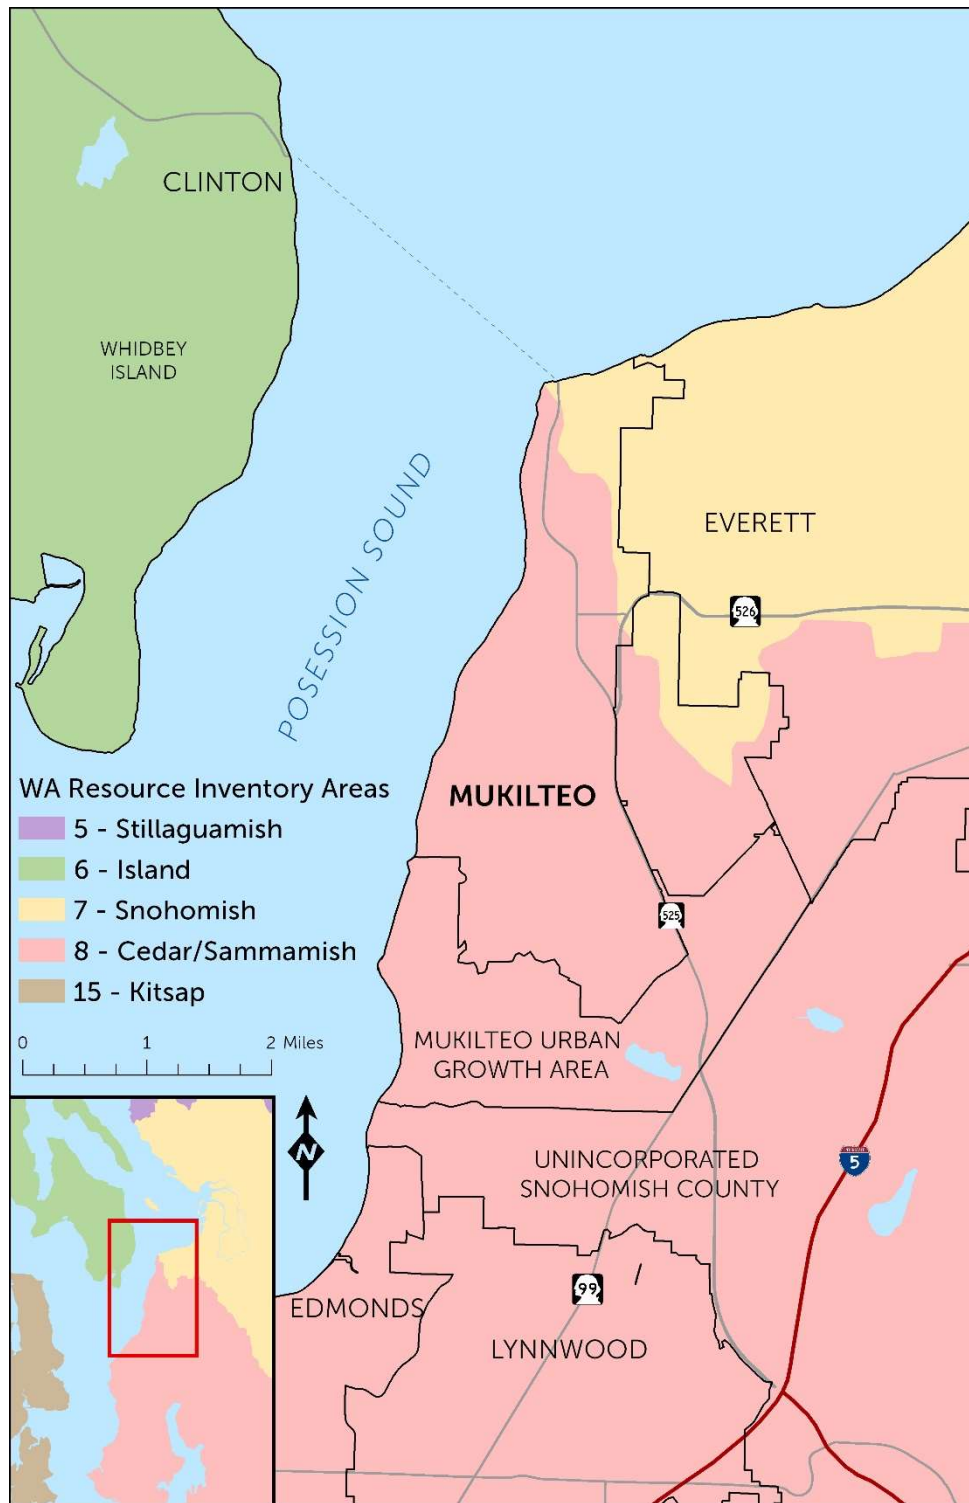 CLINTON
WHIDBEY
ISLAND
POSESSION SOUND
EVERETT
526
MUKILTEO
WA Resource Inventory Areas
5 - Stillaguamish
6 - Island
7 - Snohomish
8 - Cedar/Sammamish
15 - Kitsap
525
0 1 2 Miles
MUKILTEO URBAN
GROWTH AREA
N
UNINCORPORATED
SNOHOMISH COUNTY
5
99
EDMONDS
LYNNWOOD